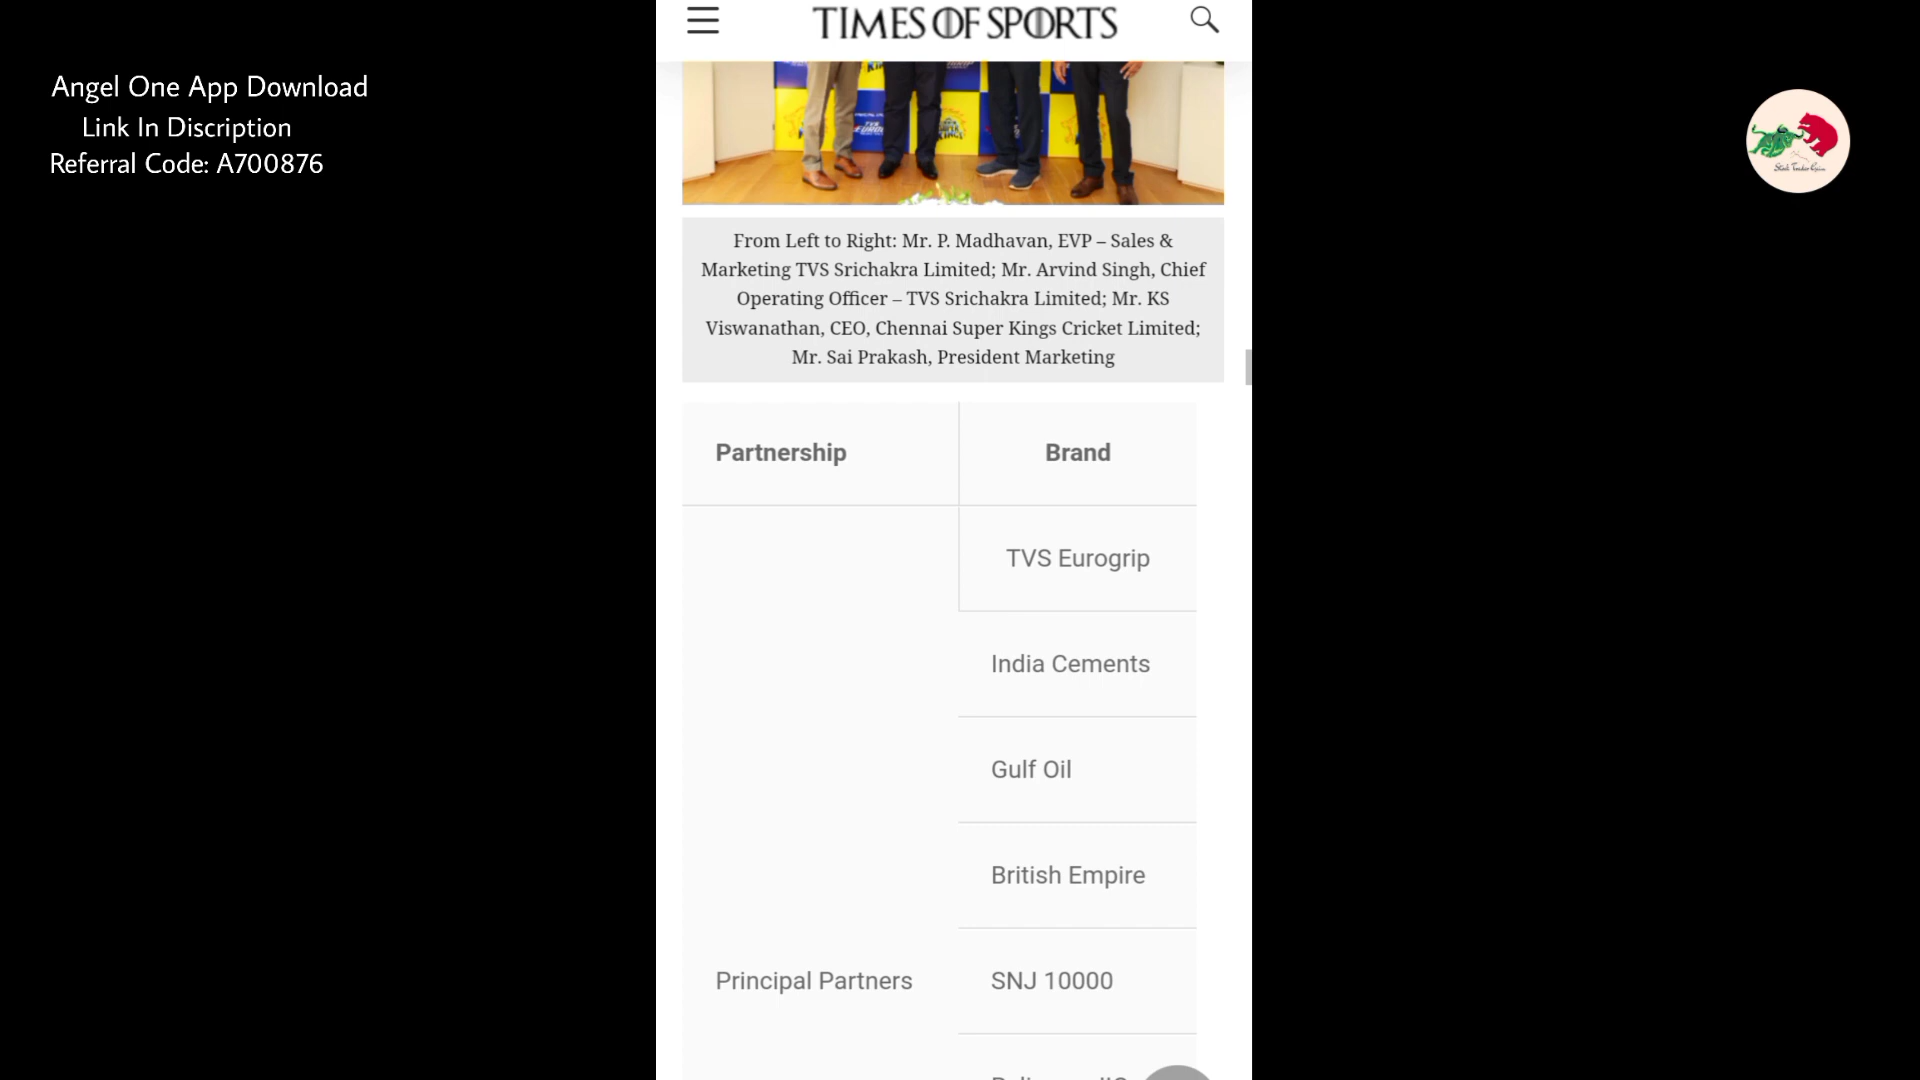 TIMES OF SPORTS
Angel One App Download
Link In Discription
Referral Code: A700876
From Left to Right: Mr. P. Madhavan, EVP – Sales &
Marketing TVS Srichakra Limited; Mr. Arvind Singh, Chief
Operating Officer – TVS Srichakra Limited; Mr. KS
Viswanathan, CEO, Chennai Super Kings Cricket Limited;
Mr. Sai Prakash, President Marketing
Partnership Brand
TVS Eurogrip
India Cements
Gulf Oil
British Empire
Principal Partners SNJ 10000